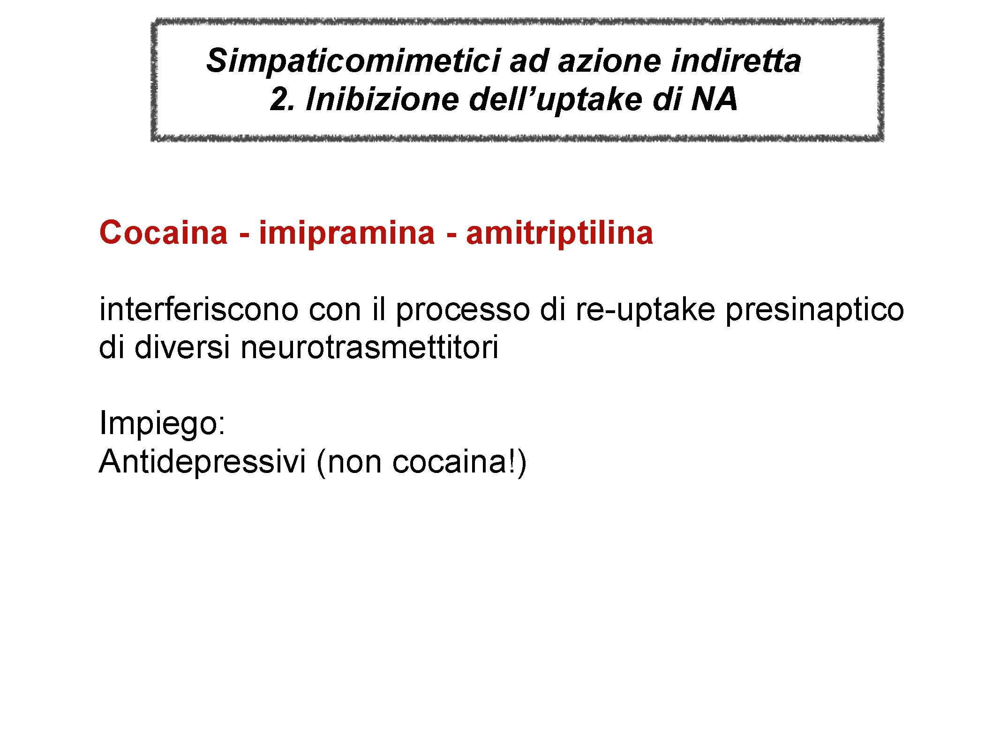 Simpaticomimetici ad azione indiretta
2. Inibizione dell’uptake di NA
Cocaina - imipramina - amitriptilina
interferiscono con il processo di re-uptake presinaptico
di diversi neurotrasmettitori
Impiego:
Antidepressivi (non cocaina!)